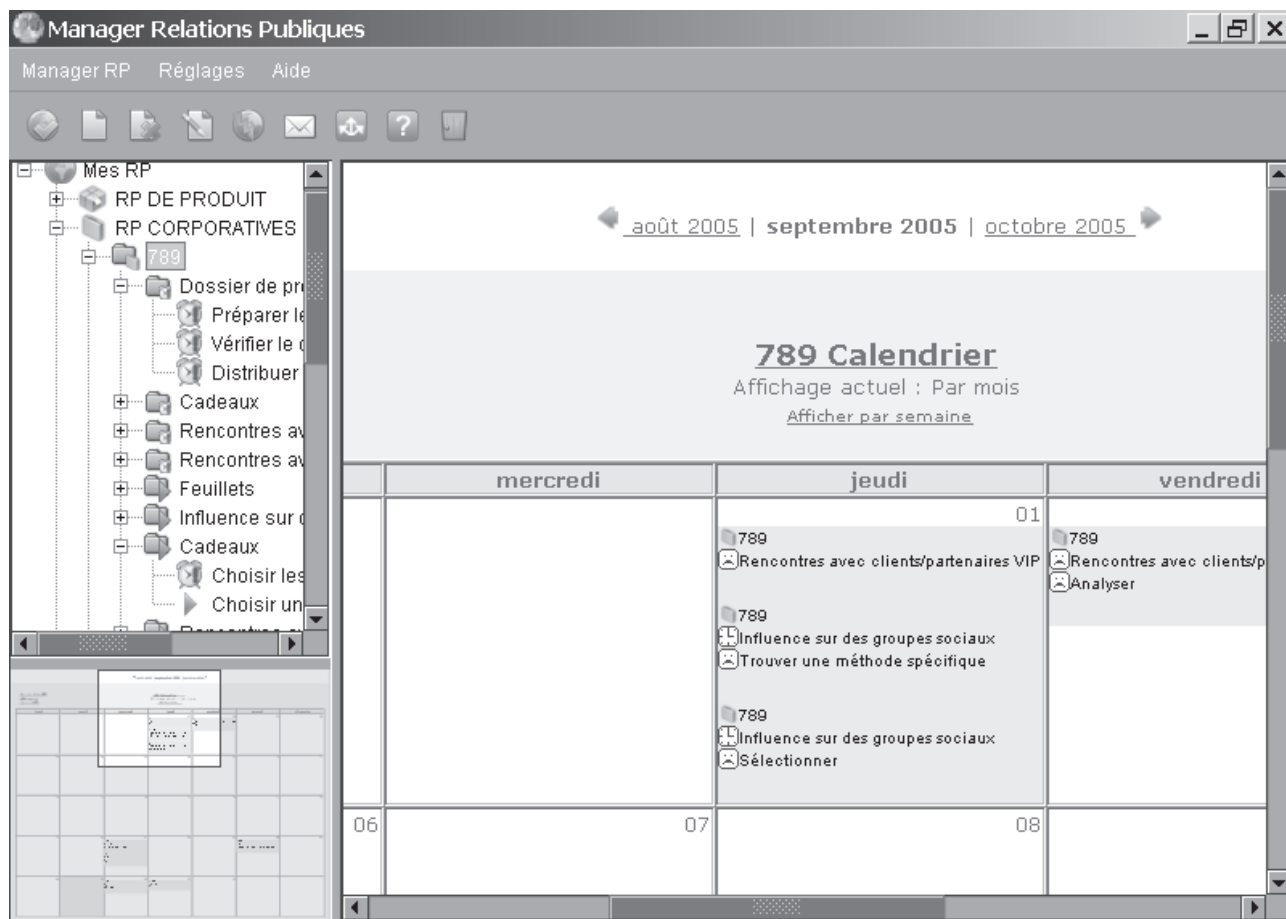 Manager Relations Publiques
Manager RP Réglages Aide
Mes RP
RP DE PRODUIT
RP CORPORATIVES
789
Dossier de pr
Préparer le
Vérifier le
Distribuer
Cadeaux
Rencontres av
Rencontres av
Feuillets
Influence sur
Cadeaux
Choisir les
Choisir un
août 2005 | septembre 2005 | octobre 2005
789 Calendrier
Affichage actuel : Par mois
Afficher par semaine
mercredi jeudi vendredi
01
789
Rencontres avec clients/partenaires VIP
789
Influence sur des groupes sociaux
Trouver une méthode spécifique
789
Influence sur des groupes sociaux
Sélectionner
789
Rencontres avec clients/p
Analyser
06 07 08